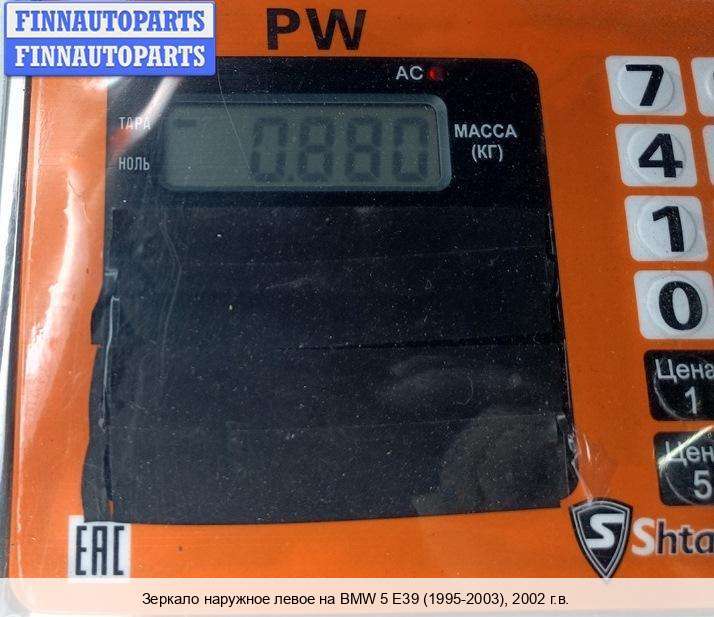 FINNAUTOPARTS
FINNAUTOPARTS
PW
AC
ТАРА
НОЛЬ
0.880
МАССА
(КГ)
7
4
1
0
Цена
1
Цен
5
EAC
S Shta
Зеркало наружное левое на BMW 5 E39 (1995-2003), 2002 г.в.